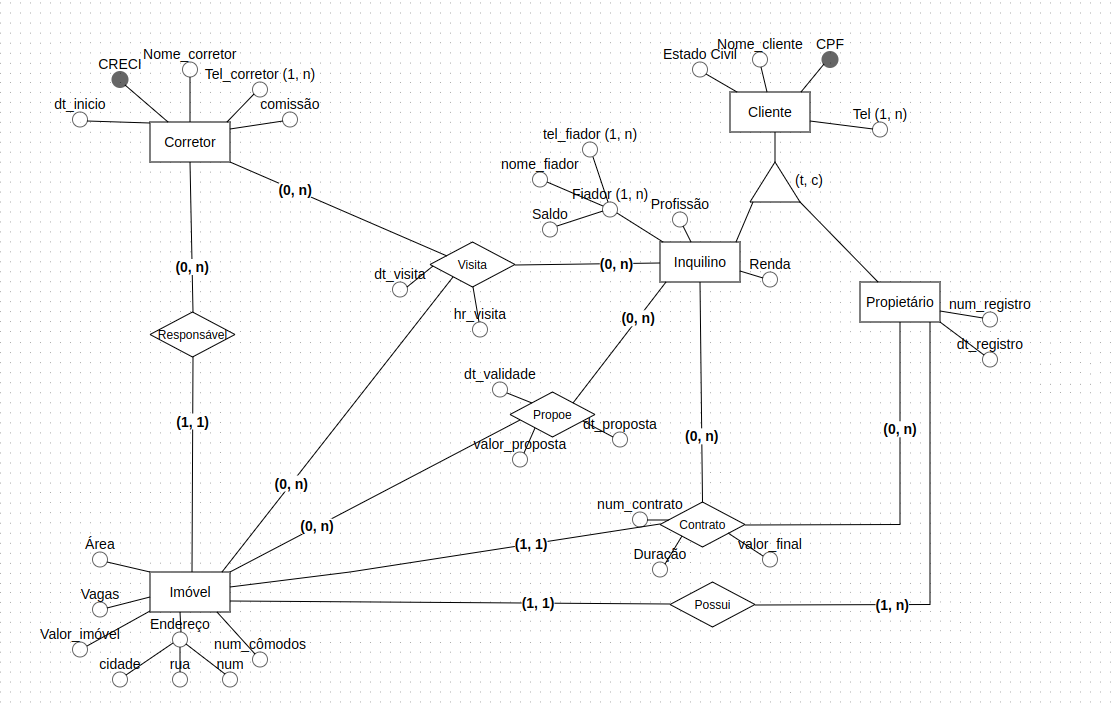 Nome_corretor
CRECI
Tel_corretor (1, n)
dt_inicio
comissão
Corretor
Nome_cliente
CPF
Estado Civil
Cliente
Tel (1, n)
(t, c)
tel_fiador (1, n)
nome_fiador
Fiador (1, n)
Profissão
Saldo
(0, n)
Inquilino
Renda
Visita
(0, n)
(0, n)
dt_visita
hr_visita
Propietário
num_registro
dt_registro
(0, n)
Responsável
dt_validade
Propoe
dt_proposta
valor_proposta
(1, 1)
(0, n)
(0, n)
(0, n)
(0, n)
num_contrato
Contrato
Duração
valor_final
(1, 1)
Área
Imóvel
Vagas
(1, 1)
Possui
(1, n)
Valor_imóvel
Endereço
num_cômodos
cidade
rua
num